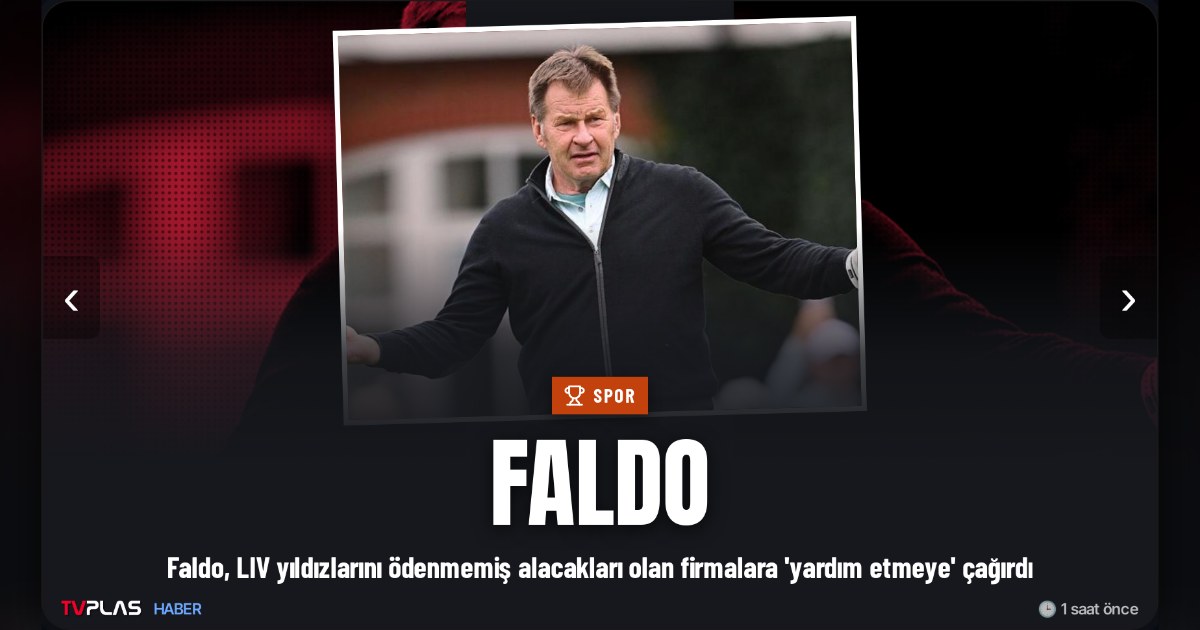 SPOR
FALDO
Faldo, LIV yıldızlarını ödenmemiş alacakları olan firmalara 'yardım etmeye' çağırdı
TVPLAS HABER
1 saat önce